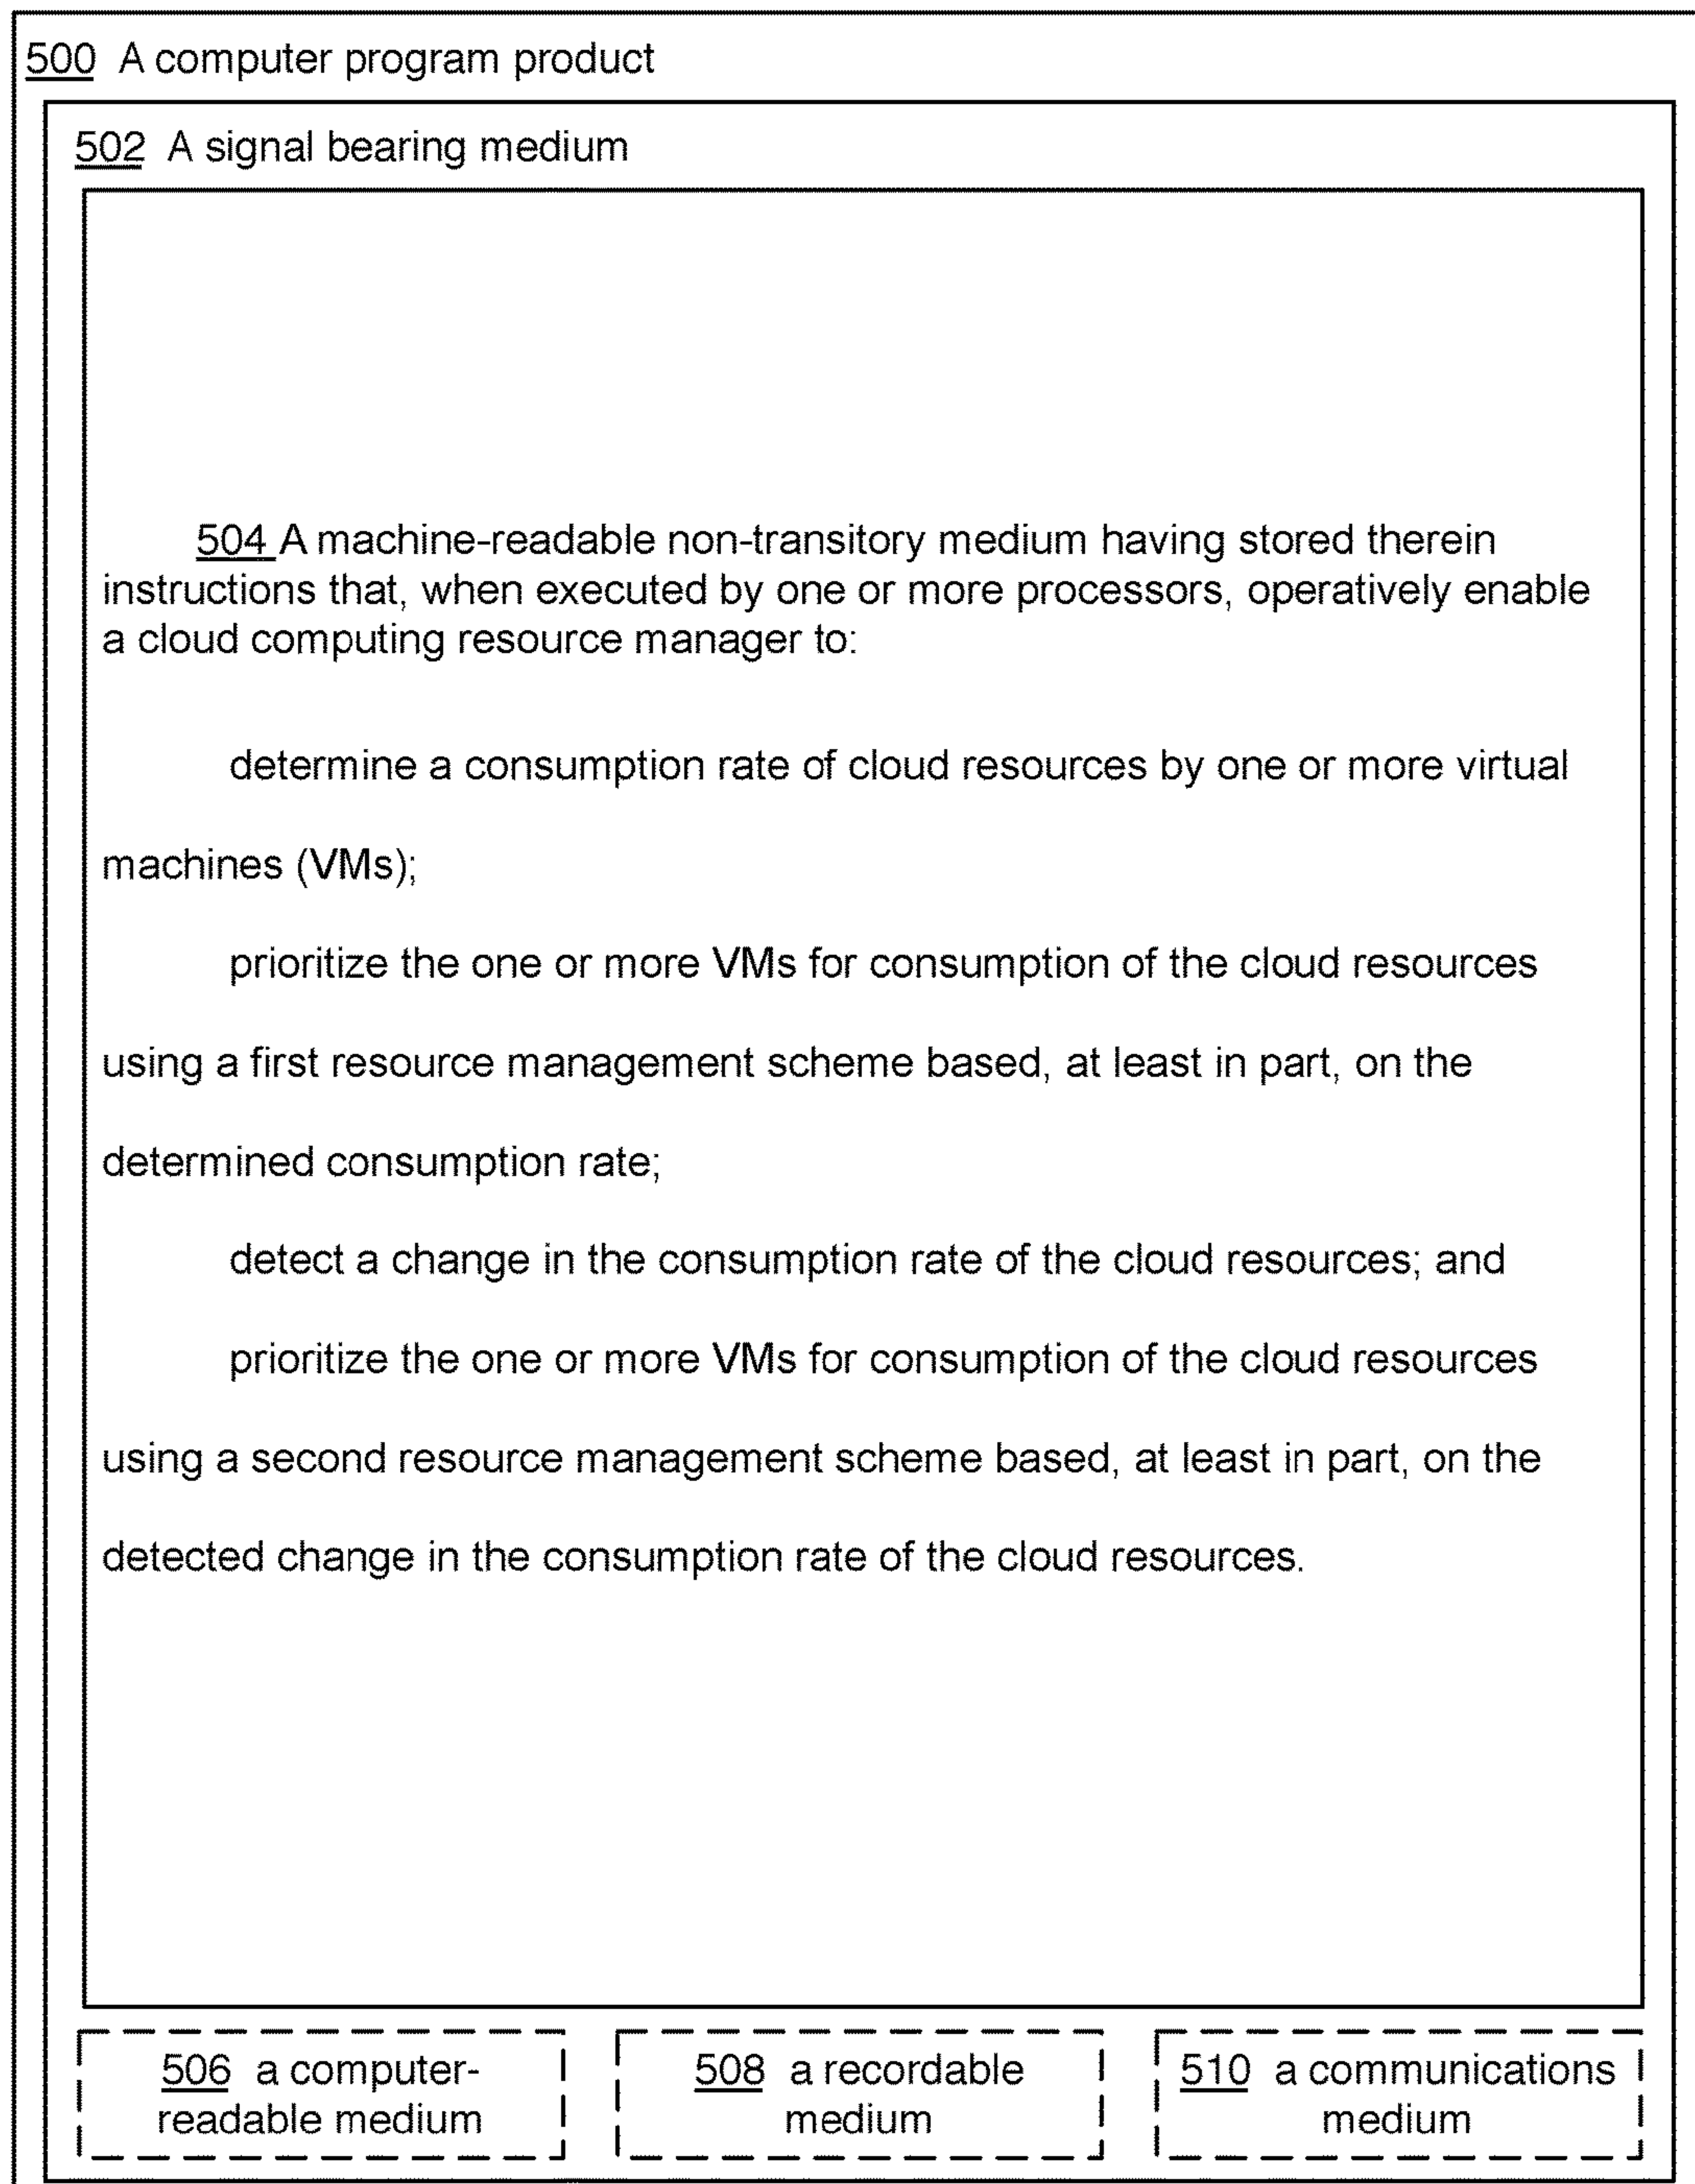 500 A computer program product
502 A signal bearing medium
504 A machine-readable non-transitory medium having stored therein
instructions that, when executed by one or more processors, operatively enable
a cloud computing resource manager to:
determine a consumption rate of cloud resources by one or more virtual
machines (VMs);
prioritize the one or more VMs for consumption of the cloud resources
using a first resource management scheme based, at least in part, on the
determined consumption rate;
detect a change in the consumption rate of the cloud resources; and
prioritize the one or more VMs for consumption of the cloud resources
using a second resource management scheme based, at least in part, on the
detected change in the consumption rate of the cloud resources.
506 a computer-
readable medium
508 a recordable
medium
510 a communications
medium